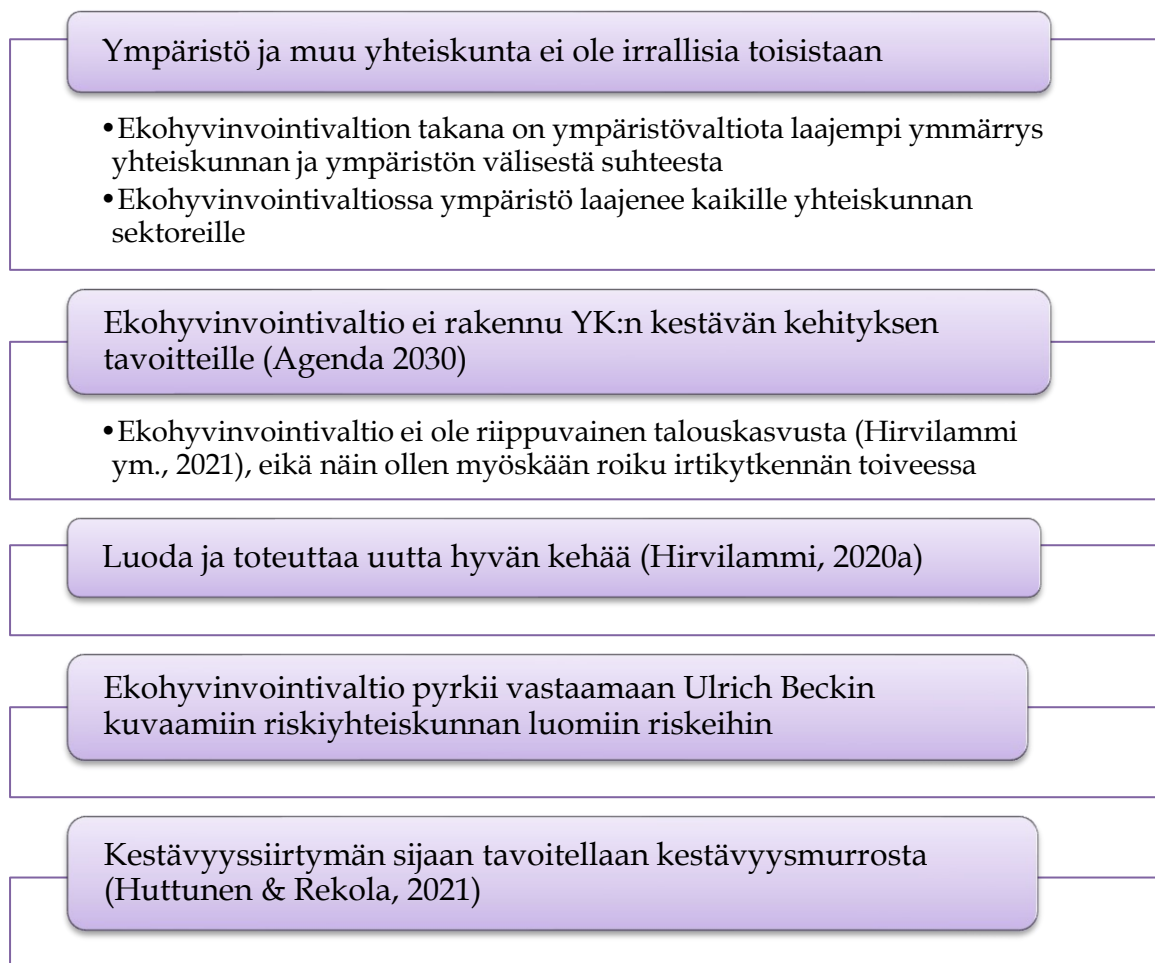 Ympäristö ja muu yhteiskunta ei ole irrallisia toisistaan
•Ekohyvinvointivaltion takana on ympäristövaltiota laajempi ymmärrys
yhteiskunnan ja ympäristön välisestä suhteesta
•Ekohyvinvointivaltiossa ympäristö laajenee kaikille yhteiskunnan
sektoreille
Ekohyvinvointivaltio ei rakennu YK:n kestävän kehityksen
tavoitteille (Agenda 2030)
•Ekohyvinvointivaltio ei ole riippuvainen talouskasvusta (Hirvilammi
ym., 2021), eikä näin ollen myöskään roiku irtikytkennän toiveessa
Luoda ja toteuttaa uutta hyvän kehää (Hirvilammi, 2020a)
Ekohyvinvointivaltio pyrkii vastaamaan Ulrich Beckin
kuvaamiin riskiyhteiskunnan luomiin riskeihin
Kestävyyssiirtymän sijaan tavoitellaan kestävyysmurrosta
(Huttunen & Rekola, 2021)